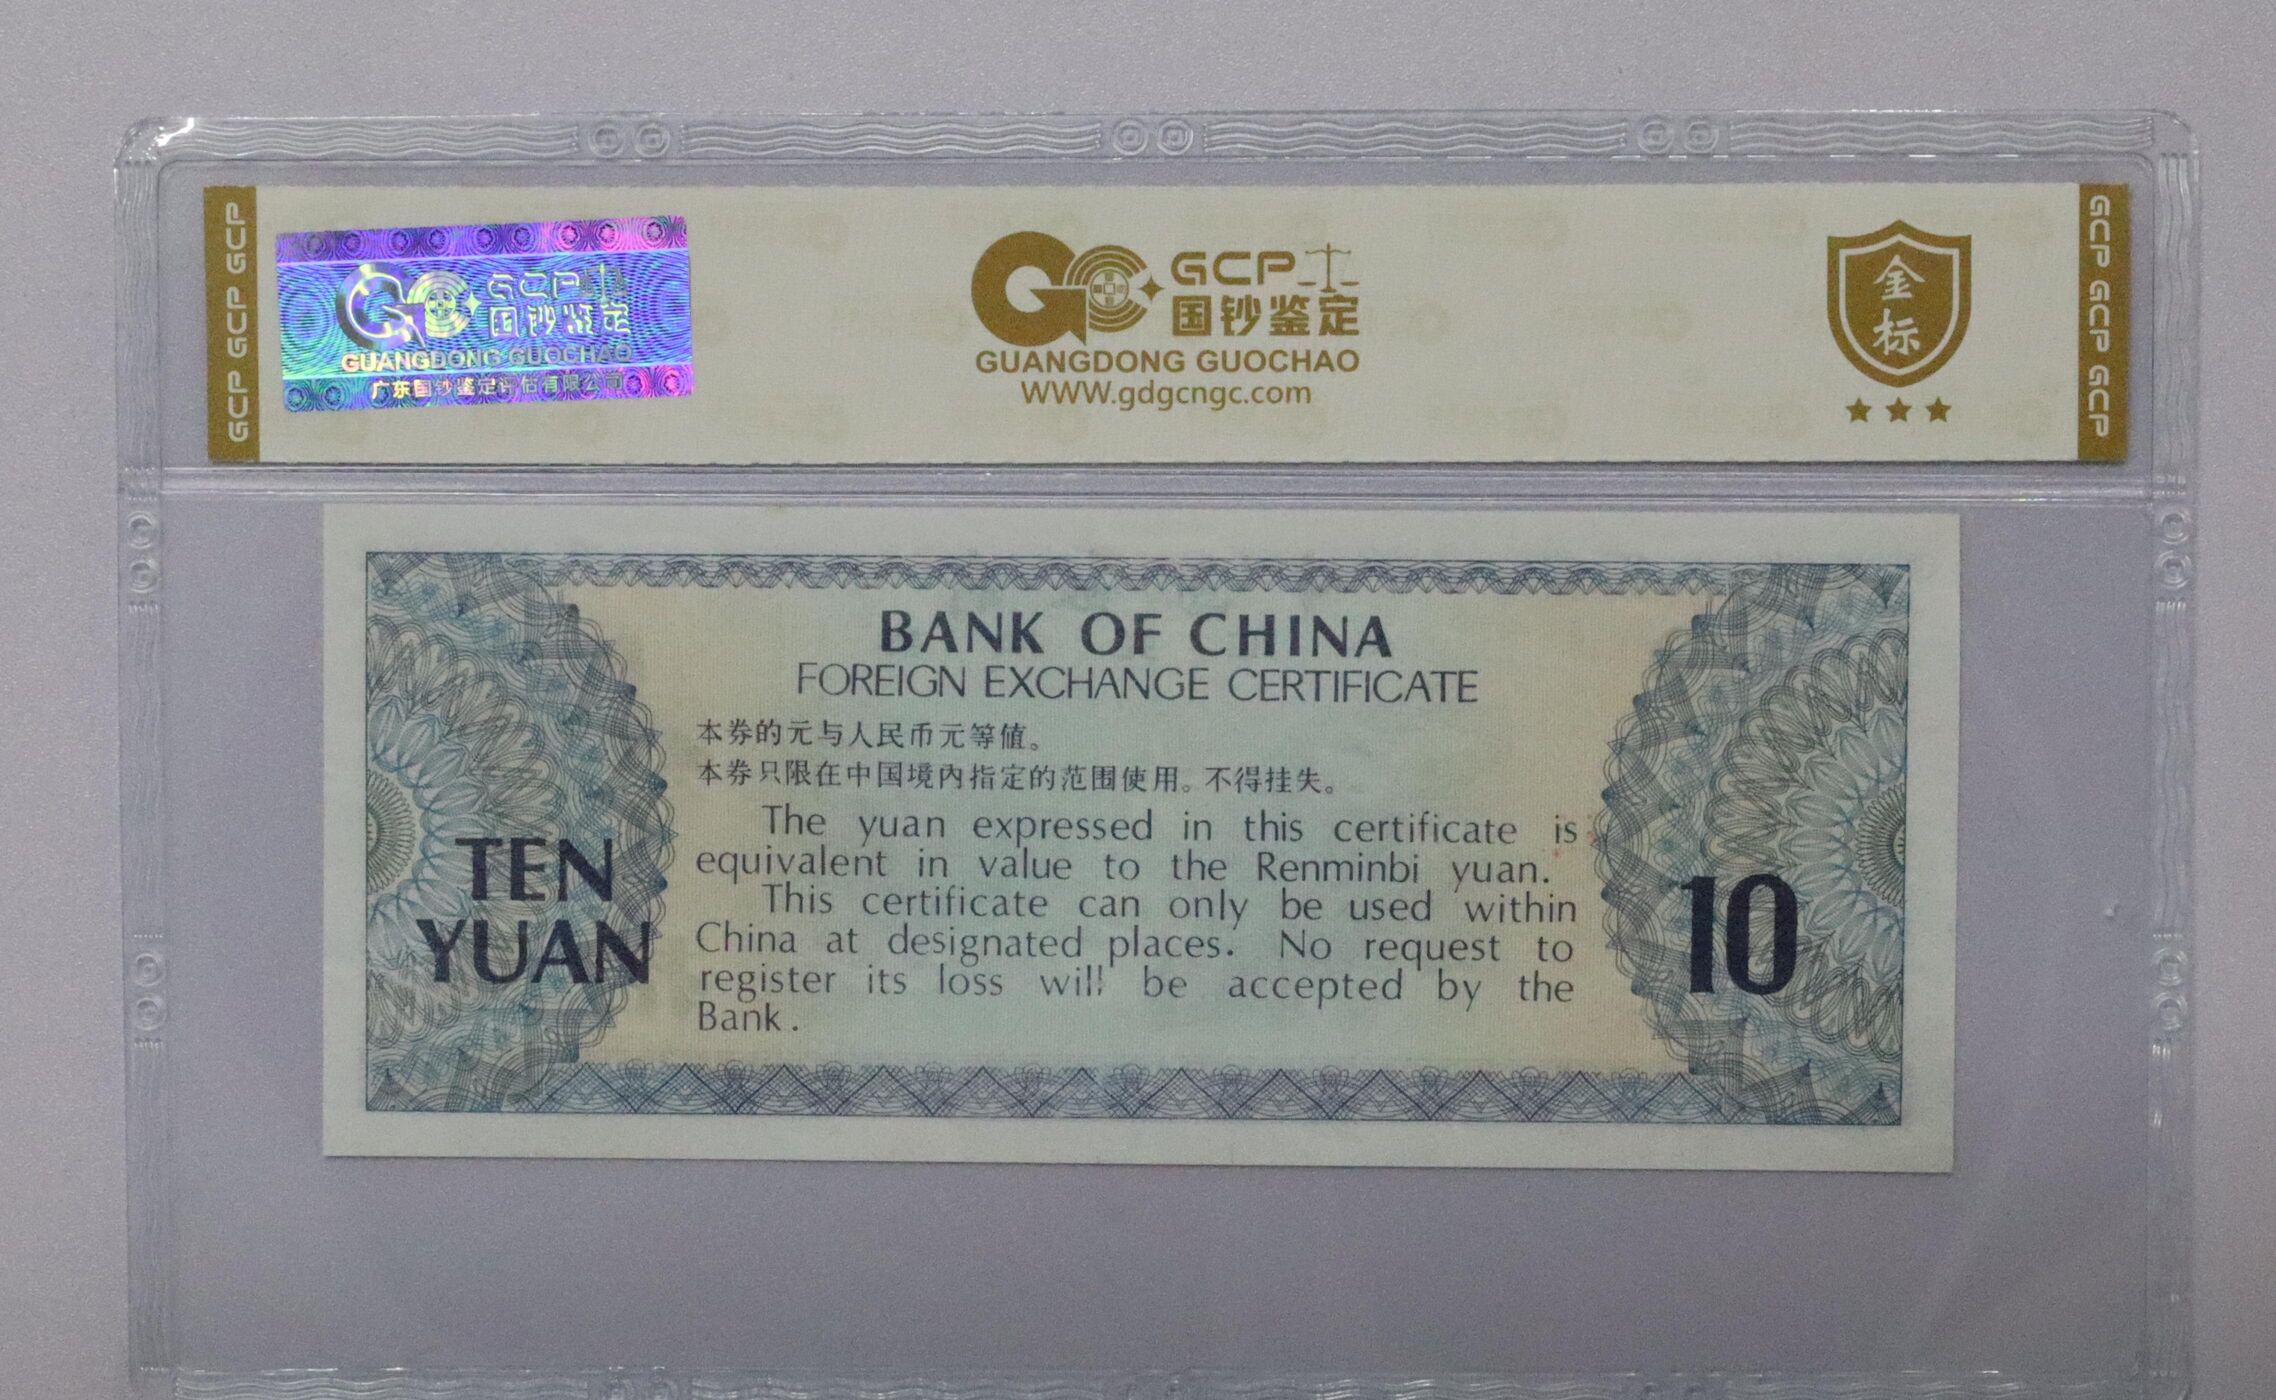 GCP GCP GCP
GCP 国钞鉴定
GUANGDONG GUOCHAO
广东国钞鉴定评估有限公司
GCP
国钞鉴定
GUANGDONG GUOCHAO
WWW.gdgcngc.com
金标
GCP GCP GCP
BANK OF CHINA
FOREIGN EXCHANGE CERTIFICATE
本券的元与人民币元等值。
本券只限在中国境内指定的范围使用。不得挂失。
The yuan expressed in this certificate is
equivalent in value to the Renminbi yuan.
This certificate can only be used within
China at designated places. No request to
register its loss will be accepted by the
Bank.
TEN
YUAN
10